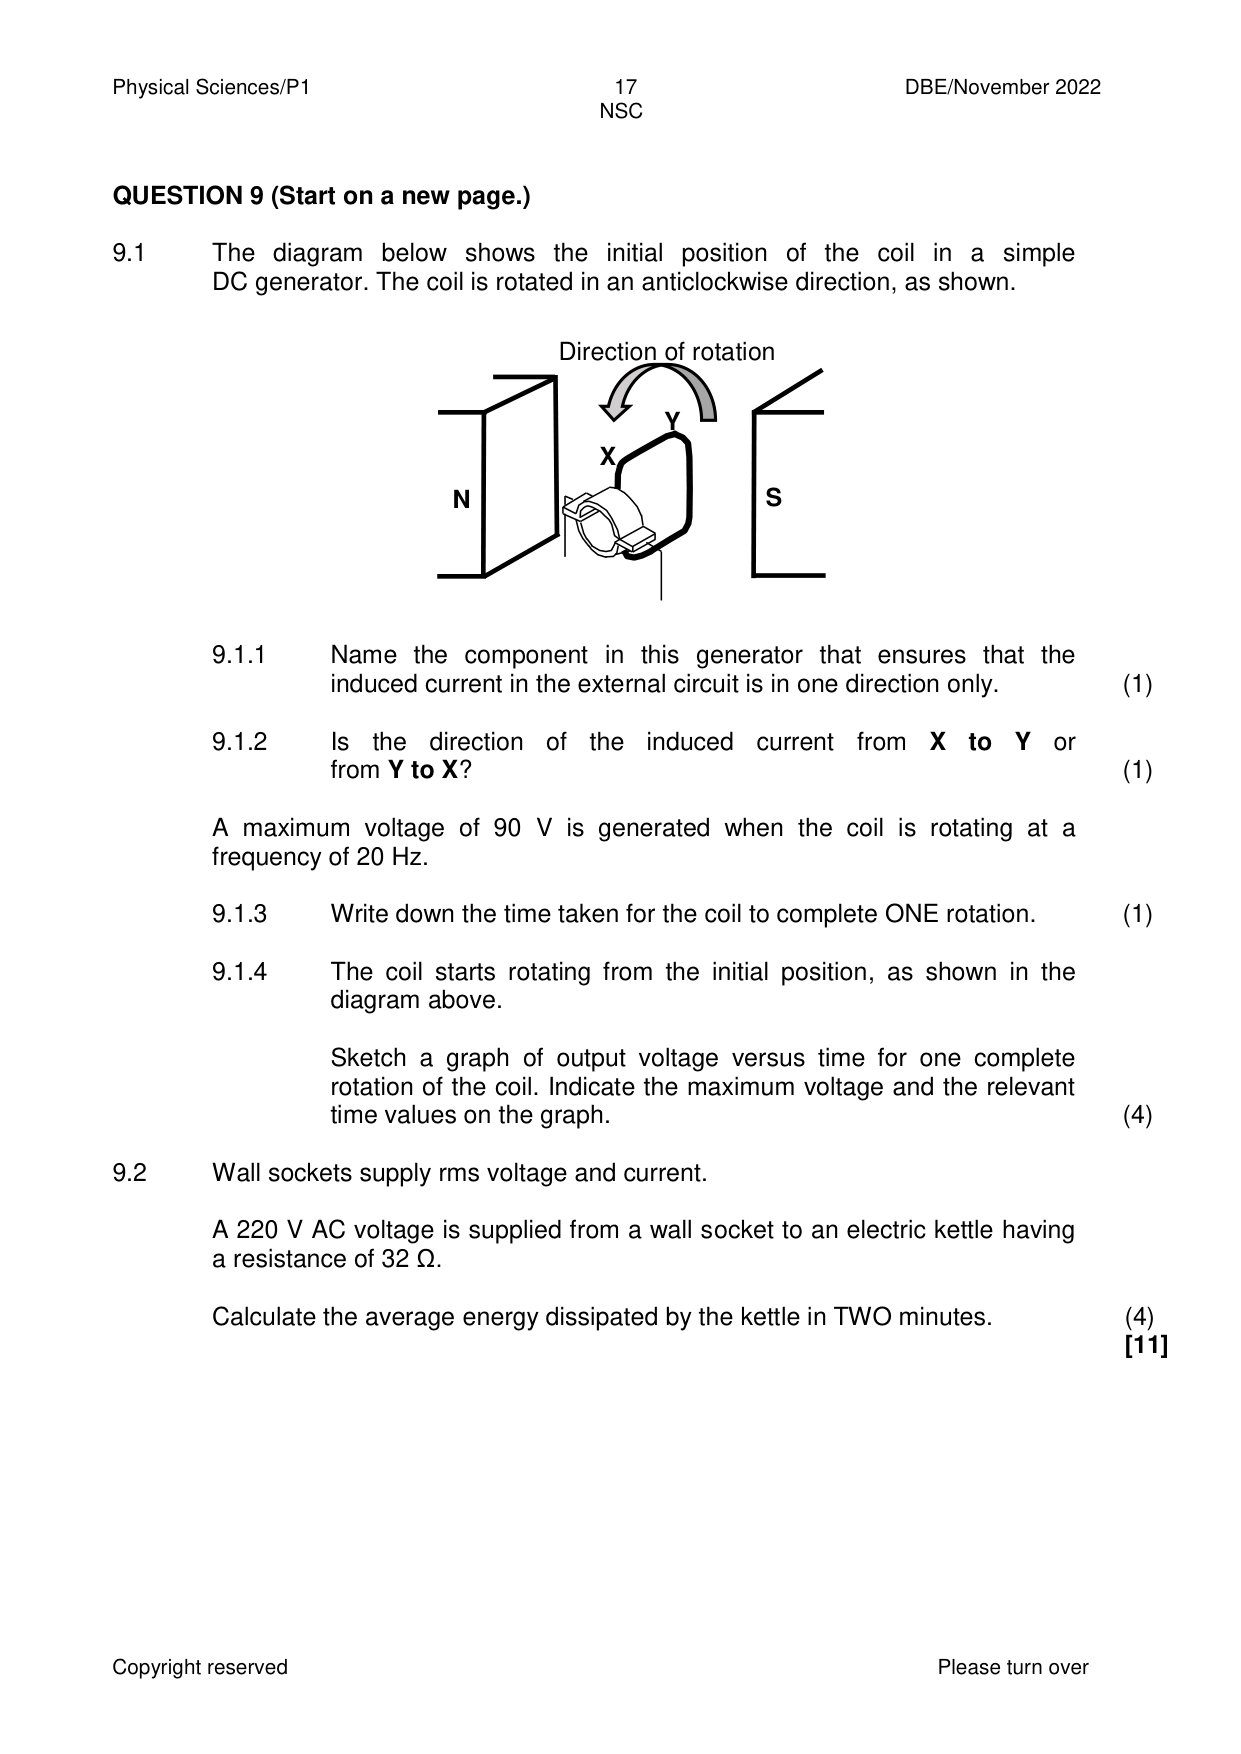 Physical Sciences/P1 17 DBE/November 2022
NSC
QUESTION 9 (Start on a new page.)
9.1 The diagram below shows the initial position of the coil in a simple
DC generator. The coil is rotated in an anticlockwise direction, as shown.
Direction of rotation
Y
X
N
S
9.1.1 Name the component in this generator that ensures that the
induced current in the external circuit is in one direction only. (1)
9.1.2 Is the direction of the induced current from X to Y or
from Y to X? (1)
A maximum voltage of 90 V is generated when the coil is rotating at a
frequency of 20 Hz.
9.1.3 Write down the time taken for the coil to complete ONE rotation. (1)
9.1.4 The coil starts rotating from the initial position, as shown in the
diagram above.
Sketch a graph of output voltage versus time for one complete
rotation of the coil. Indicate the maximum voltage and the relevant
time values on the graph. (4)
9.2 Wall sockets supply rms voltage and current.
A 220 V AC voltage is supplied from a wall socket to an electric kettle having
a resistance of 32 Ω.
Calculate the average energy dissipated by the kettle in TWO minutes. (4)
[11]
Copyright reserved Please turn over